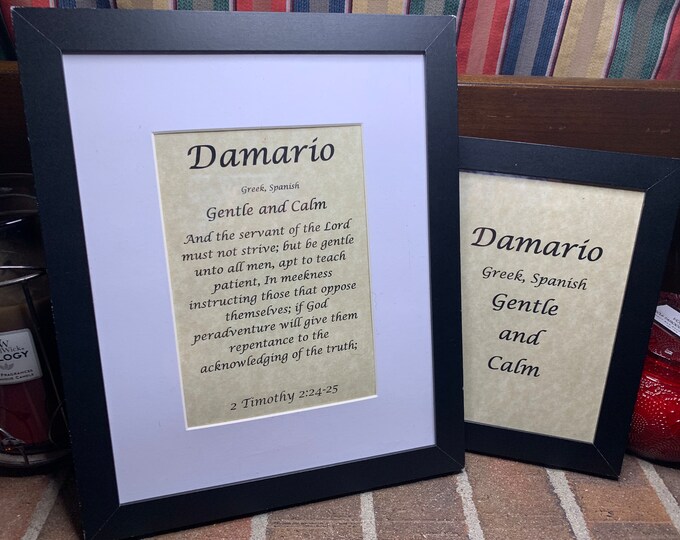 Damario
Greek, Spanish
Gentle and Calm
And the servant of the Lord
must not strive; but be gentle
unto all men, apt to teach
patient, In meekness
instructing those that oppose
themselves; if God
peradventure will give them
repentance to the
acknowledging of the truth;
2 Timothy 2:24-25
Damario
Greek, Spanish
Gentle
and
Calm